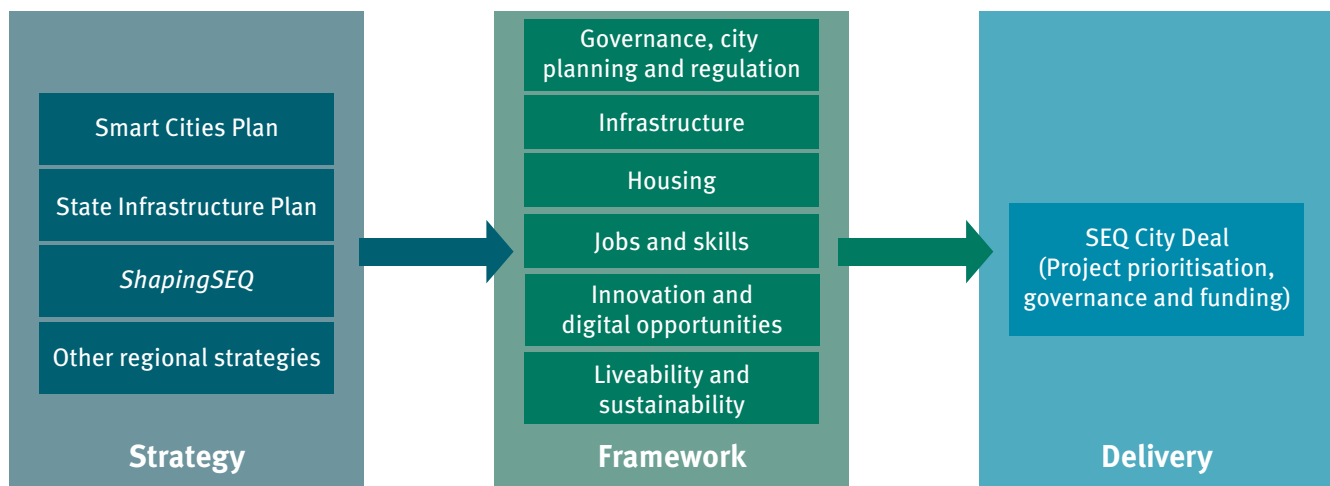 Smart Cities Plan
State Infrastructure Plan
ShapingSEQ
Other regional strategies
Strategy
Governance, city
planning and regulation
Infrastructure
Housing
Jobs and skills
Innovation and
digital opportunities
Liveability and
sustainability
Framework
SEQ City Deal
(Project prioritisation,
governance and funding)
Delivery